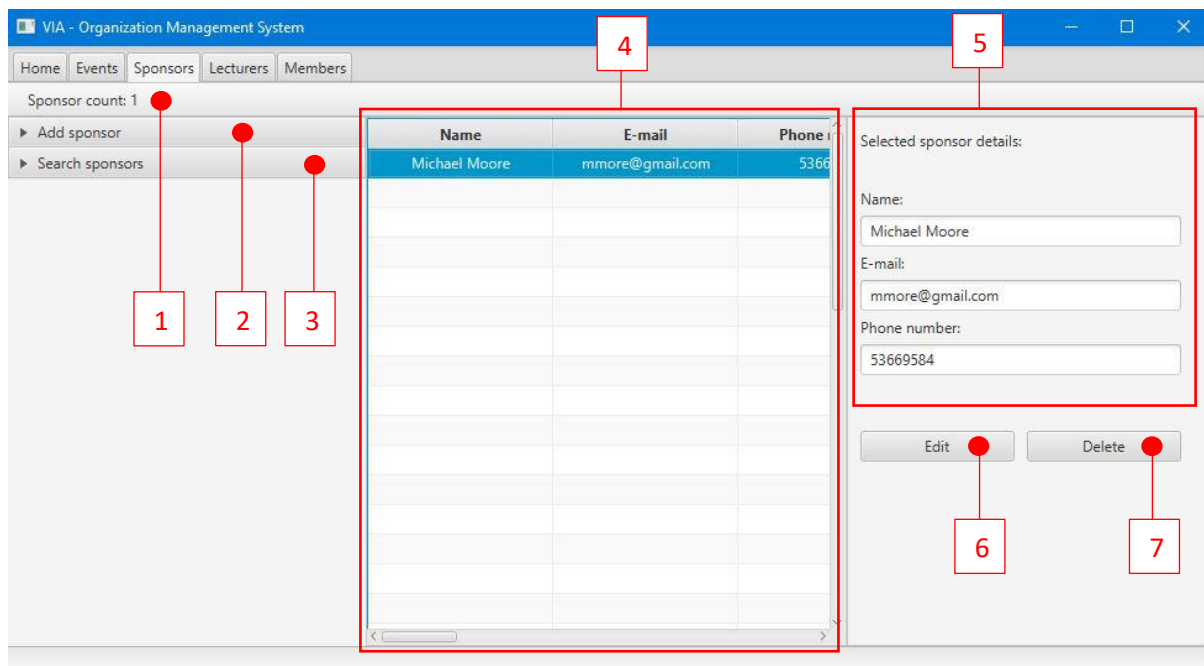 VIA - Organization Management System
4
5
Home Events Sponsors Lecturers Members
Sponsor count: 1
Add sponsor
Search sponsors
Name E-mail Phone
Michael Moore mmore@gmail.com 5366
Selected sponsor details:
Name:
Michael Moore
E-mail:
mmore@gmail.com
Phone number:
53669584
1 2 3
Edit Delete
6 7